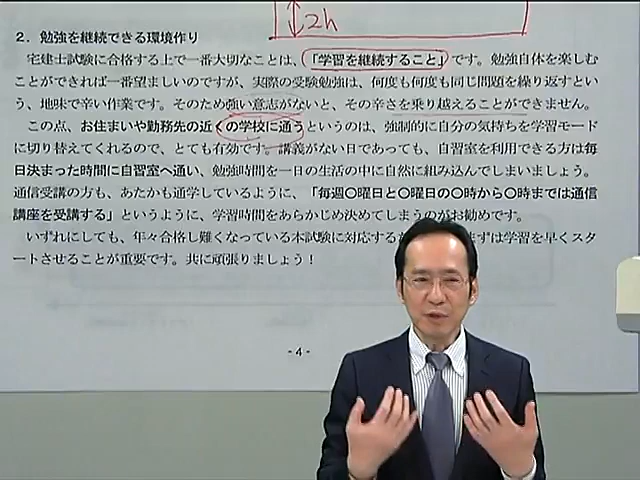 2h
2．勉強を継続できる環境作り
宅建士試験に合格する上で一番大切なことは、「学習を継続すること」です。勉強自体を楽しむ
ことができれば一番望ましいのですが、実際の受験勉強は、何度も何度も同じ問題を繰り返すとい
う、地味で辛い作業です。そのため強い意志がないと、その辛さを乗り越えることができません。
この点、お住まいや勤務先の近くの学校に通うというのは、強制的に自分の気持ちを学習モード
に切り替えてくれるので、とても有効です。講義がない日であっても、自習室を利用できる方は毎
日決まった時間に自習室へ通い、勉強時間を一日の生活の中に自然に組み込んでしまいましょう。
通信受講の方も、あたかも通学しているように、「毎週〇曜日と〇曜日の〇時から〇時までは通信
講座を受講する」というように、学習時間をあらかじめ決めてしまうのがお勧めです。
いずれにしても、年々合格し難くなっている本試験に対応するた まずは学習を早くスタ
ートさせることが重要です。共に頑張りましょう！
- 4 -